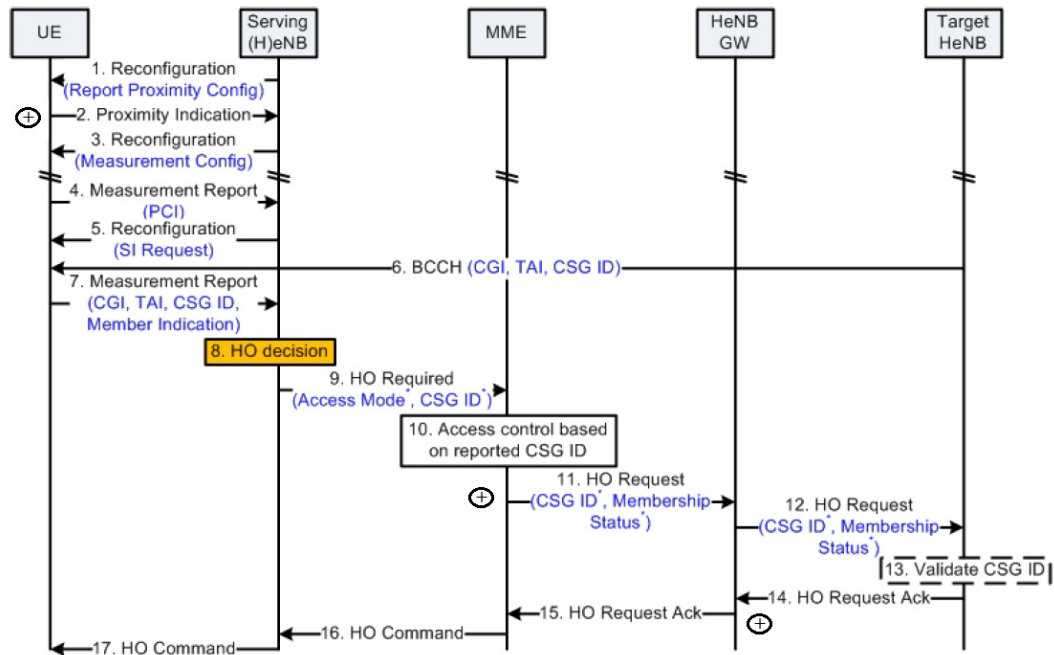 UE
Serving
(H)eNB
MME
HeNB
GW
Target
HeNB
1. Reconfiguration
(Report Proximity Config)
2. Proximity Indication
3. Reconfiguration
(Measurement Config)
4. Measurement Report
(PCI)
5. Reconfiguration
(SI Request)
6. BCCH (CGI, TAI, CSG ID)
7. Measurement Report
(CGI, TAI, CSG ID,
Member Indication)
8. HO decision
9. HO Required
(Access Mode*, CSG ID*)
10. Access control based
on reported CSG ID
11. HO Request
(CSG ID*, Membership
Status*)
12. HO Request
(CSG ID*, Membership
Status*)
13. Validate CSG ID
14. HO Request Ack
15. HO Request Ack
16. HO Command
17. HO Command